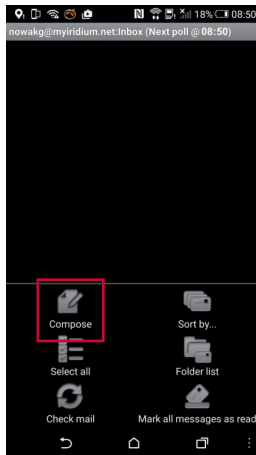 18% 08:50
nowakg@myiridium.net:Inbox (Next poll @ 08:50)
Compose Sort by...
Select all Folder list
Check mail Mark all messages as read